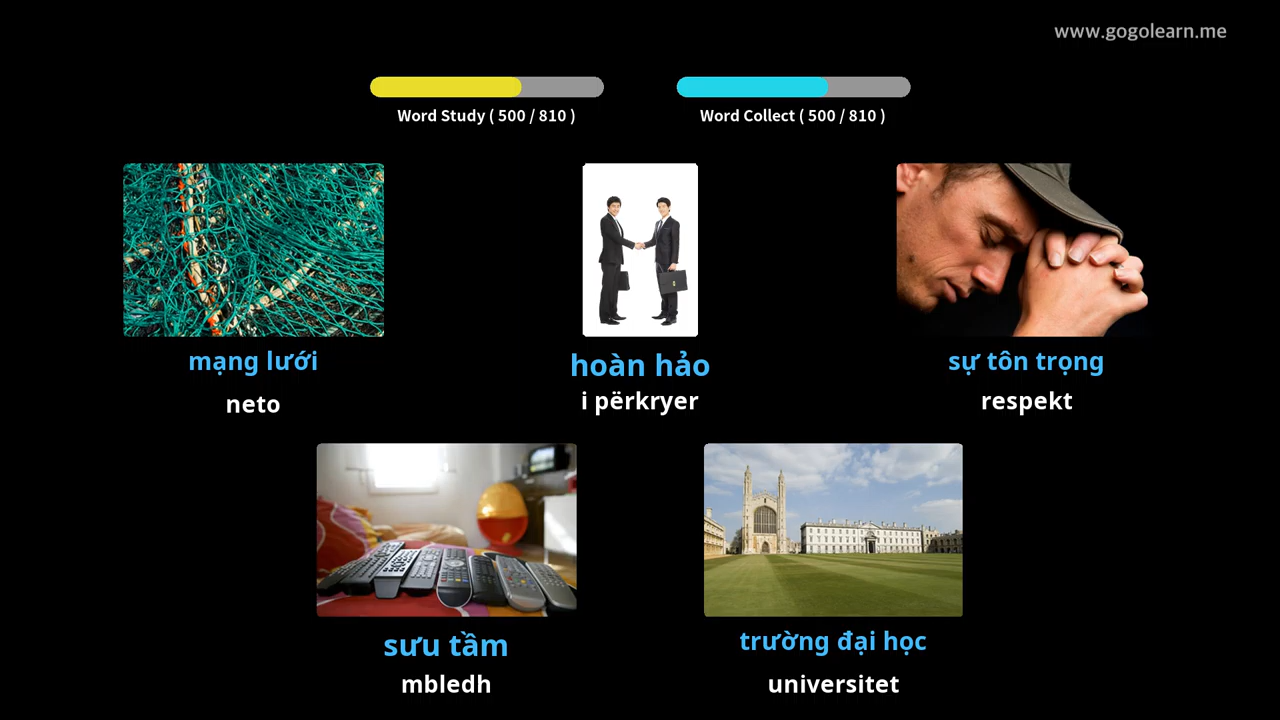 www.gogolearn.me
Word Study ( 500 / 810 )
Word Collect ( 500 / 810 )
mạng lưới
neto
hoàn hảo
i përkryer
sự tôn trọng
respekt
sưu tầm
mbledh
trường đại học
universitet